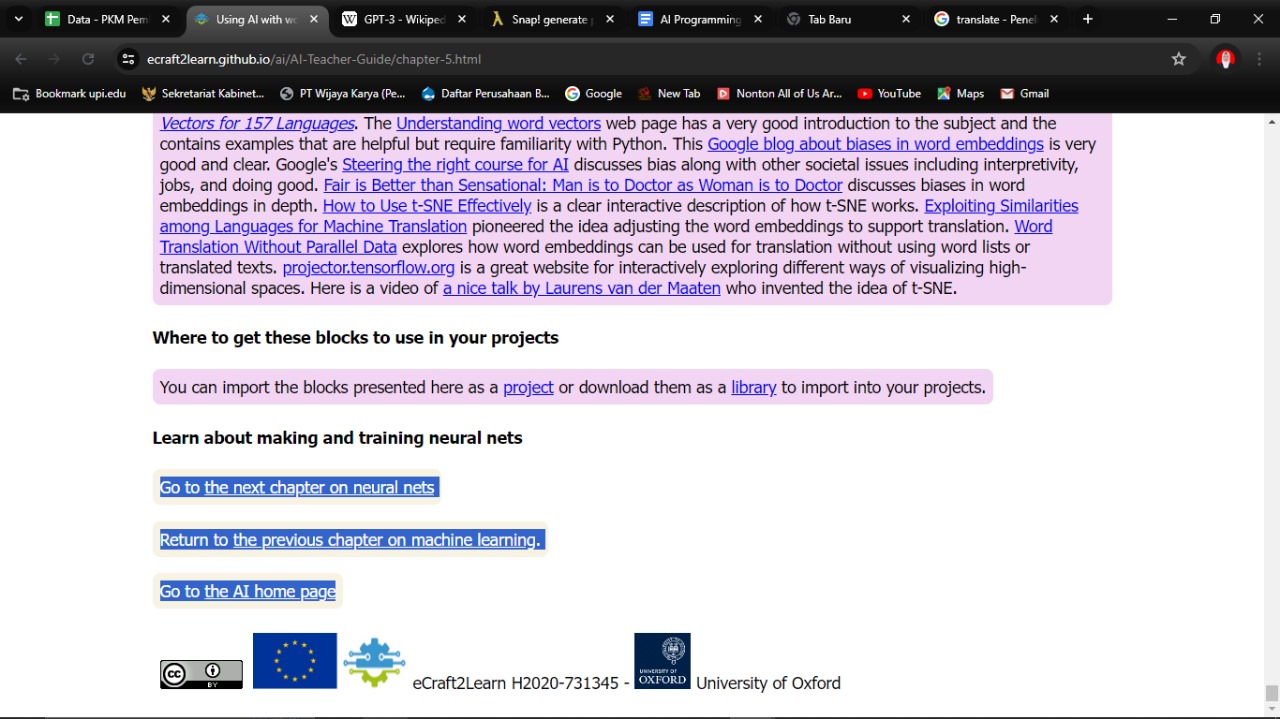 Data - PKM Pem
Using AI with wo
GPT-3 - Wikiped
Snap! generate p
AI Programming
Tab Baru
translate - Penel
ecraft2learn.github.io/ai/AI-Teacher-Guide/chapter-5.html
Bookmark upi.edu
Sekretariat Kabinet...
PT Wijaya Karya (Pe...
Daftar Perusahaan B...
Google
New Tab
Nonton All of Us Ar...
YouTube
Maps
Gmail
Vectors for 157 Languages. The Understanding word vectors web page has a very good introduction to the subject and the
contains examples that are helpful but require familiarity with Python. This Google blog about biases in word embeddings is very
good and clear. Google's Steering the right course for AI discusses bias along with other societal issues including interpretivity,
jobs, and doing good. Fair is Better than Sensational: Man is to Doctor as Woman is to Doctor discusses biases in word
embeddings in depth. How to Use t-SNE Effectively is a clear interactive description of how t-SNE works. Exploiting Similarities
among Languages for Machine Translation pioneered the idea adjusting the word embeddings to support translation. Word
Translation Without Parallel Data explores how word embeddings can be used for translation without using word lists or
translated texts. projector.tensorflow.org is a great website for interactively exploring different ways of visualizing high-
dimensional spaces. Here is a video of a nice talk by Laurens van der Maaten who invented the idea of t-SNE.
Where to get these blocks to use in your projects
You can import the blocks presented here as a project or download them as a library to import into your projects.
Learn about making and training neural nets
Go to the next chapter on neural nets
Return to the previous chapter on machine learning.
Go to the AI home page
cc BY
eCraft2Learn H2020-731345 -
UNIVERSITY OF
OXFORD
University of Oxford